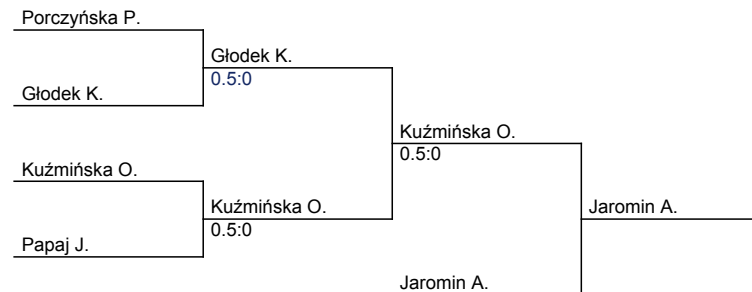 Porczyńska P.
Głodek K.
0.5:0
Głodek K.
Kuźmińska O.
0.5:0
Kuźmińska O.
Kuźmińska O.
0.5:0
Jaromin A.
Papaj J.
Jaromin A.